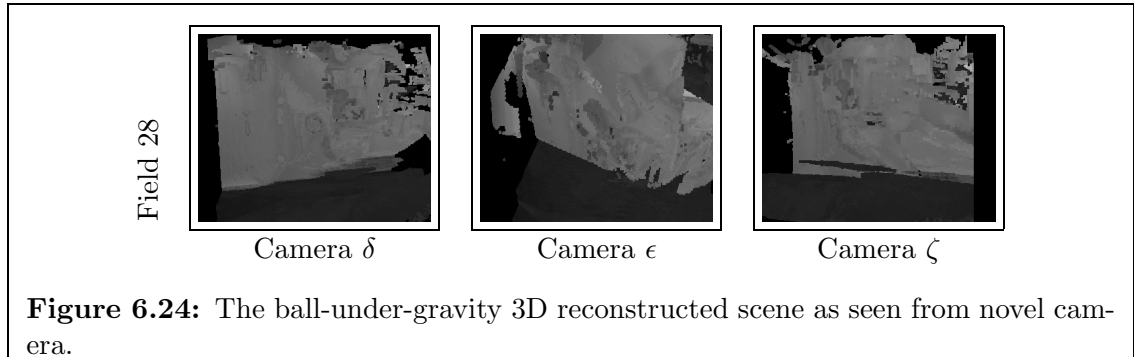 Field 28
Camera δ
Camera ϵ
Camera ζ
Figure 6.24: The ball-under-gravity 3D reconstructed scene as seen from novel cam-
era.